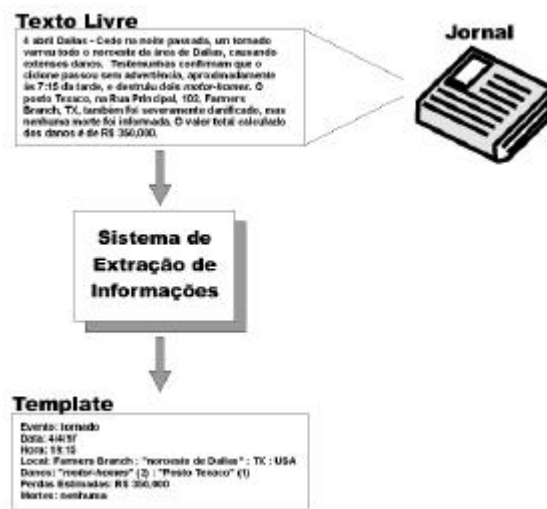 Texto Livre
Jornal
4 abril Dallas - Cedo na noite passada, um tornado
varreu todo o noroeste da área de Dallas, causando
extensos danos. Testemunhas confirmam que o
ciclone passou sem advertência, aproximadamente
às 7:15 da tarde, e destruiu dois motor-homes. O
posto Texaco, na Rua Principal, 102, Farmers
Branch, TX, também foi severamente danificado, mas
nenhuma morte foi informada. O valor total calculado
dos danos é de R$ 350,000.
Sistema de
Extração de
Informações
Template
Evento: tornado
Data: 4/4/97
Hora: 19:15
Local: Farmers Branch : "noroeste de Dallas" : TX : USA
Danos: "motor-homes" (2) : "Posto Texaco" (1)
Perdas Estimadas: R$ 350,000
Mortes: nenhuma